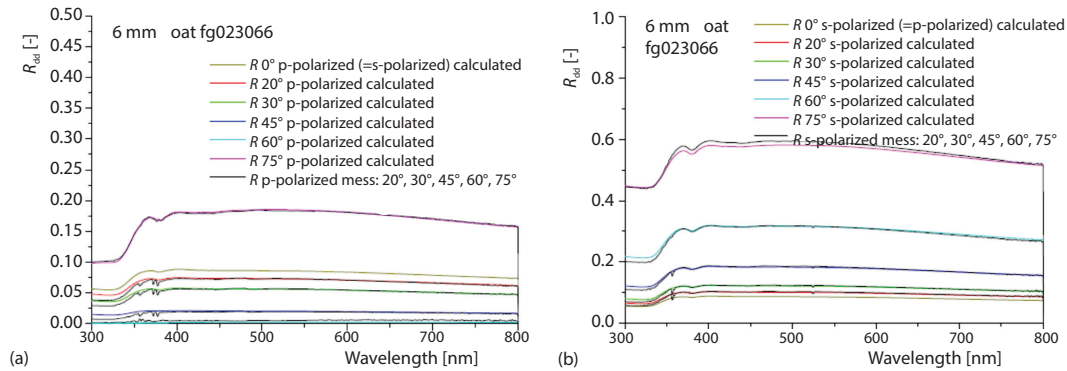 0.50
0.45
0.40
0.35
0.30
0.25
0.20
0.15
0.10
0.05
0.00
R_dd [-]
6 mm oat fg023066
R 0° p-polarized (=s-polarized) calculated
R 20° p-polarized calculated
R 30° p-polarized calculated
R 45° p-polarized calculated
R 60° p-polarized calculated
R 75° p-polarized calculated
R p-polarized mess: 20°, 30°, 45°, 60°, 75°
300 400 500 600 700 800
Wavelength [nm]
(a)
1.0
0.8
0.6
0.4
0.2
0.0
R_dd [-]
6 mm oat
fg023066
R 0° s-polarized (=p-polarized) calculated
R 20° s-polarized calculated
R 30° s-polarized calculated
R 45° s-polarized calculated
R 60° s-polarized calculated
R 75° s-polarized calculated
R s-polarized mess: 20°, 30°, 45°, 60°, 75°
300 400 500 600 700 800
Wavelength [nm]
(b)